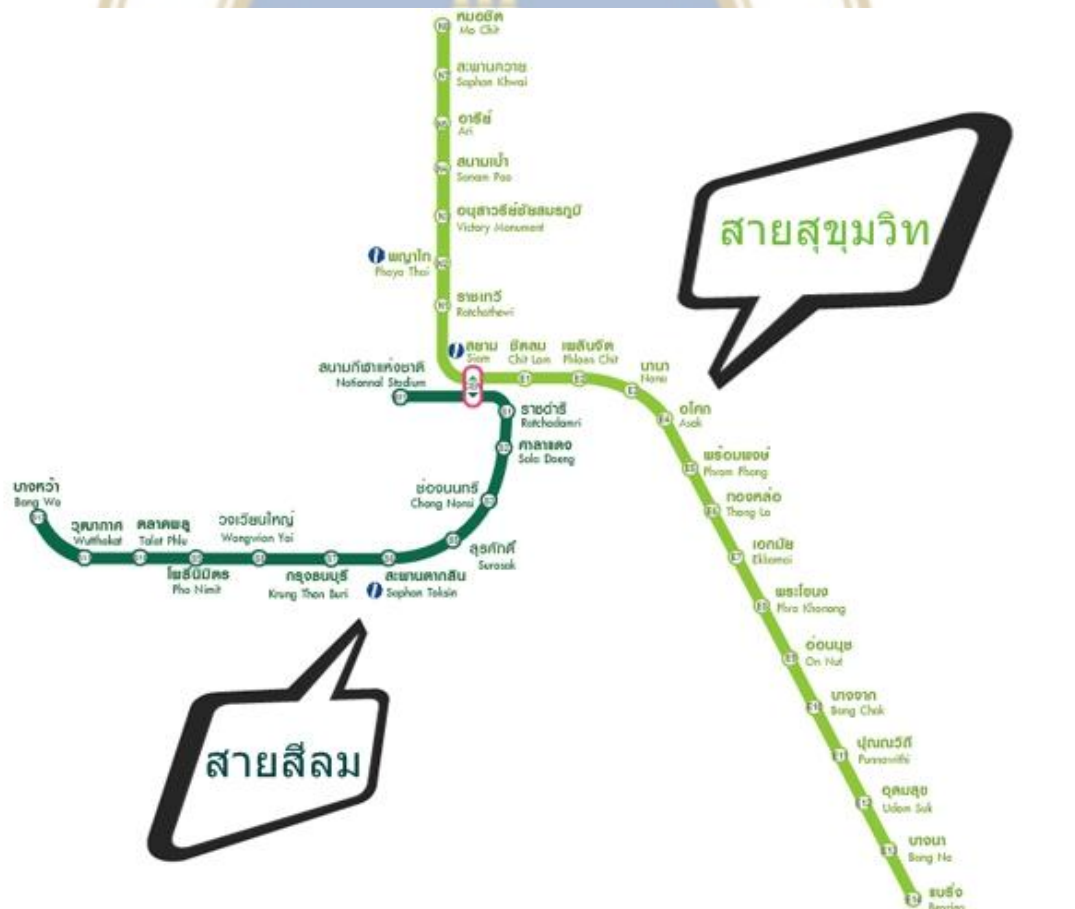 หมอชิต
Mo Chit
สะพานควาย
Saphan Khwai
อารีย์
Ari
สนามเป้า
Sanam Pao
อนุสาวรีย์ชัยสมรภูมิ
Victory Monument
พญาไท
Phaya Thai
ราชเทวี
Ratchathewi
สยาม
Siam
ชิดลม
Chit Lom
เพลินจิต
Phloen Chit
นานา
Nana
อโศก
Asok
พร้อมพงษ์
Phrom Phong
ทองหล่อ
Thong Lo
เอกมัย
Ekkamai
พระโขนง
Phra Khanong
อ่อนนุช
On Nut
บางจาก
Bang Chak
ปุณณวิถี
Punnawithi
อุดมสุข
Udom Suk
บางนา
Bang Na
แบริ่ง
สายสุขุมวิท
สนามกีฬาแห่งชาติ
Nationnal Stadium
ราชดำริ
Ratchadamri
ศาลาแดง
Sala Daeng
ช่องนนทรี
Chong Nonsi
สุรศักดิ์
Surasak
สะพานตากสิน
Saphan Taksin
กรุงธนบุรี
Krung Thon Buri
วงเวียนใหญ่
Wongwian Yai
โพธินิมิตร
Pho Nimit
ตลาดพลู
Talat Phlu
วุฒากาศ
Wutthakat
บางหว้า
Bang Wa
สายสีลม